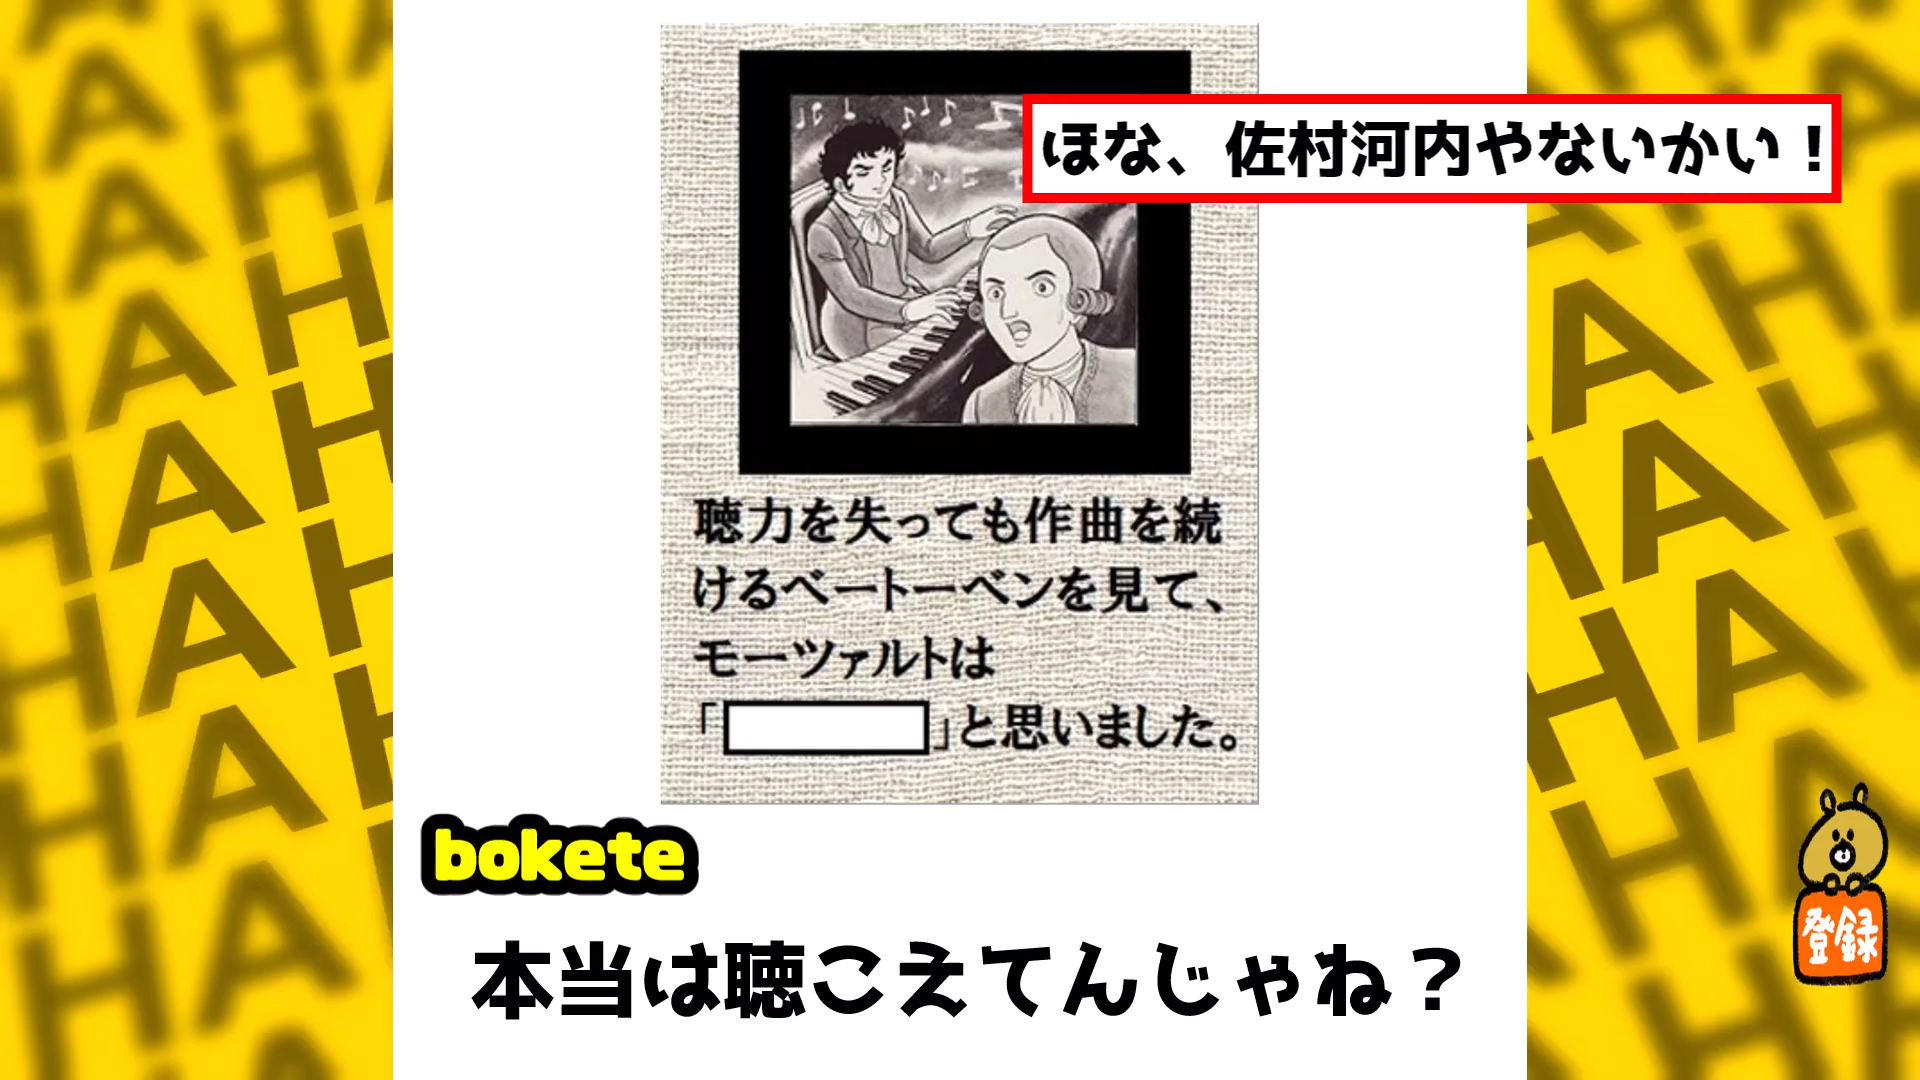 ほな、佐村河内やないかい！
聴力を失っても作曲を続
けるベートーベンを見て、
モーツァルトは
「　　　　」と思いました。
bokete
本当は聴こえてんじゃね？
登録
HAHAHAHA